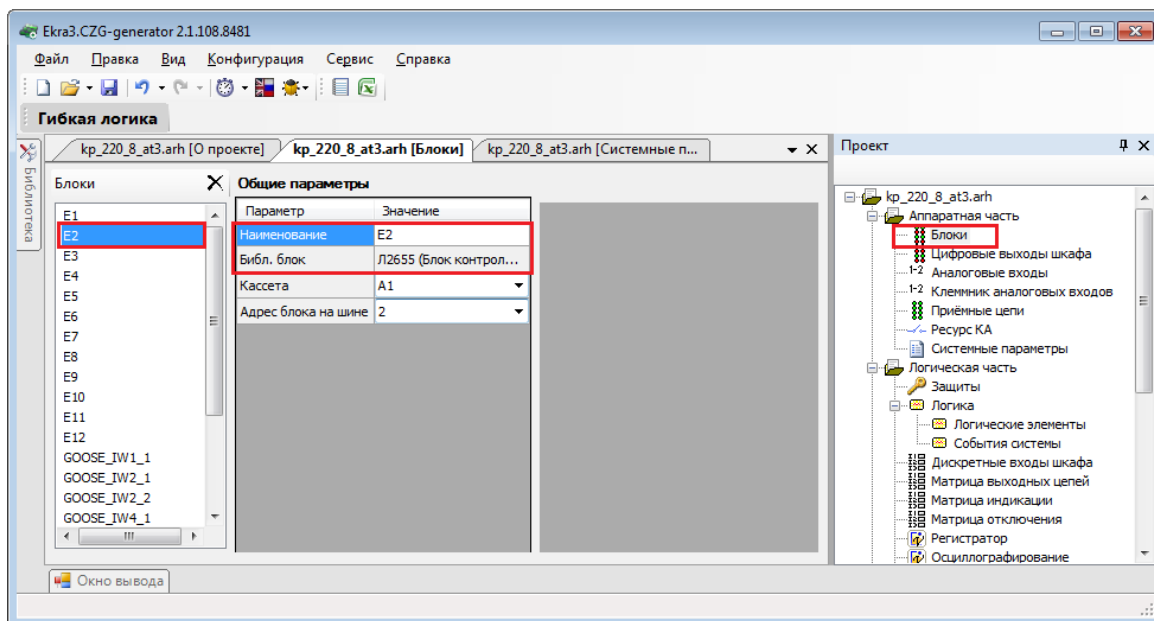 Ekra3.CZG-generator 2.1.108.8481
Файл Правка Вид Конфигурация Сервис Справка
Гибкая логика
Библиотека
kp_220_8_at3.arh [О проекте]
kp_220_8_at3.arh [Блоки]
kp_220_8_at3.arh [Системные п...
Блоки
E1
E2
E3
E4
E5
E6
E7
E8
E9
E10
E11
E12
GOOSE_IW1_1
GOOSE_IW2_1
GOOSE_IW2_2
GOOSE_IW4_1
Общие параметры
Параметр Значение
Наименование E2
Библ. блок Л2655 (Блок контрол...
Кассета A1
Адрес блока на шине 2
Проект
kp_220_8_at3.arh
Аппаратная часть
Блоки
Цифровые выходы шкафа
1-2 Аналоговые входы
1-2 Клеммник аналоговых входов
Приёмные цепи
Ресурс КА
Системные параметры
Логическая часть
Защиты
Логика
Логические элементы
События системы
Дискретные входы шкафа
Матрица выходных цепей
Матрица индикации
Матрица отключения
Регистратор
Осциллографирование
Окно вывода